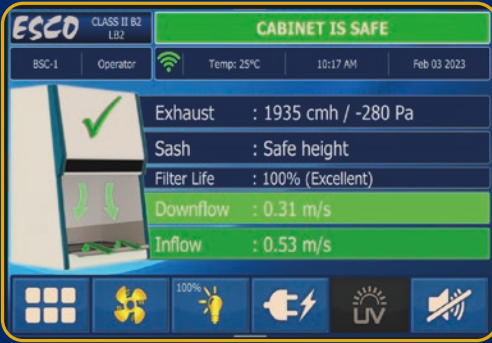 ESCO CLASS II B2 LB2 CABINET IS SAFE
BSC-1 Operator Temp: 25°C 10:17 AM Feb 03 2023
Exhaust : 1935 cmh / -280 Pa
Sash : Safe height
Filter Life : 100% (Excellent)
Downflow : 0.31 m/s
Inflow : 0.53 m/s
100%
UV